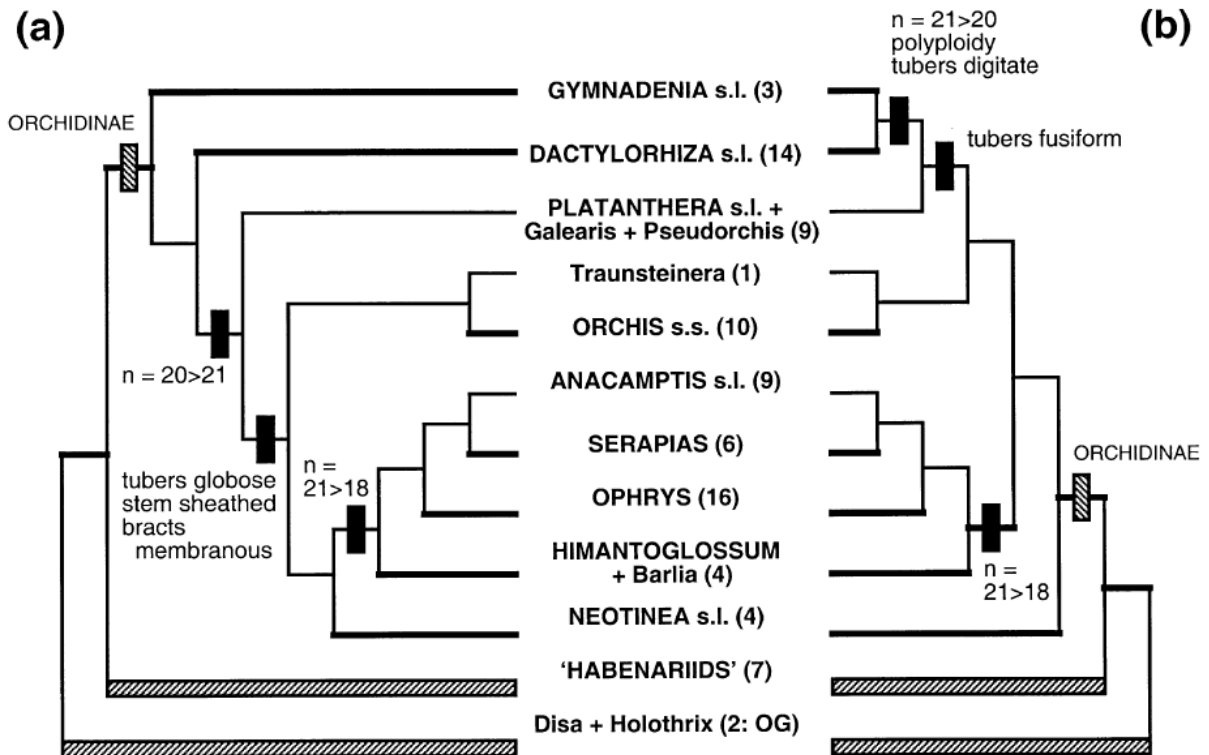 (a)
(b)
n = 21>20
polyploidy
tubers digitate
GYMNADENIA s.l. (3)
ORCHIDINAE
tubers fusiform
DACTYLORHIZA s.l. (14)
PLATANTHERA s.l. +
Galearis + Pseudorchis (9)
Traunsteinera (1)
ORCHIS s.s. (10)
n = 20>21
ANACAMPTIS s.l. (9)
SERAPIAS (6)
ORCHIDINAE
tubers globose
stem sheathed
bracts
membranous
n =
21>18
OPHRYS (16)
HIMANTOGLOSSUM
+ Barlia (4)
n =
21>18
NEOTINEA s.l. (4)
‘HABENARIIDS’ (7)
Disa + Holothrix (2: OG)